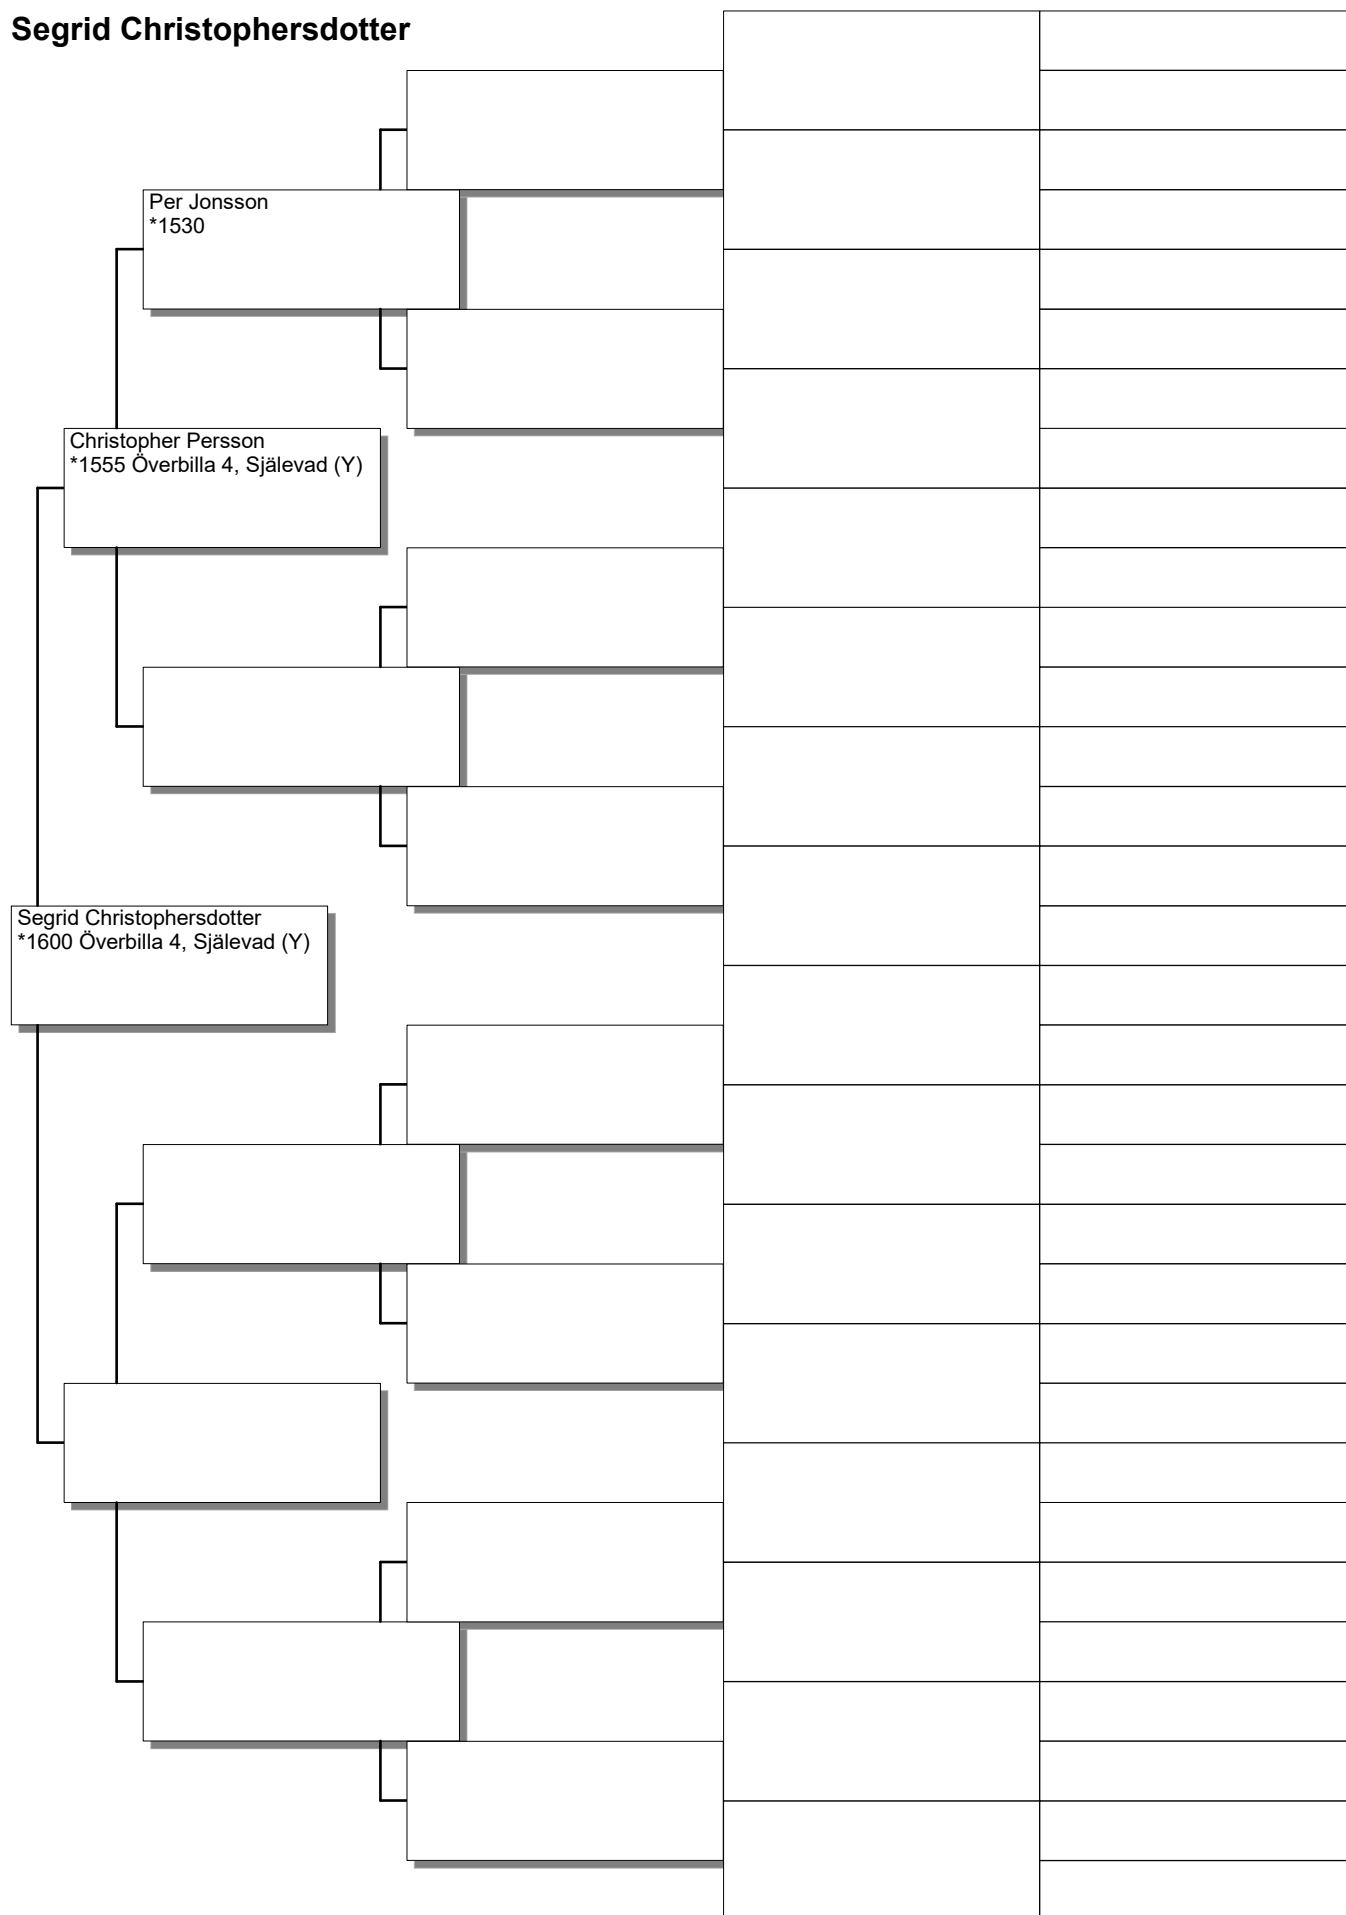 Segrid Christophersdotter
Per Jonsson
*1530
Christopher Persson
*1555 Överbilla 4, Själevad (Y)
Segrid Christophersdotter
*1600 Överbilla 4, Själevad (Y)